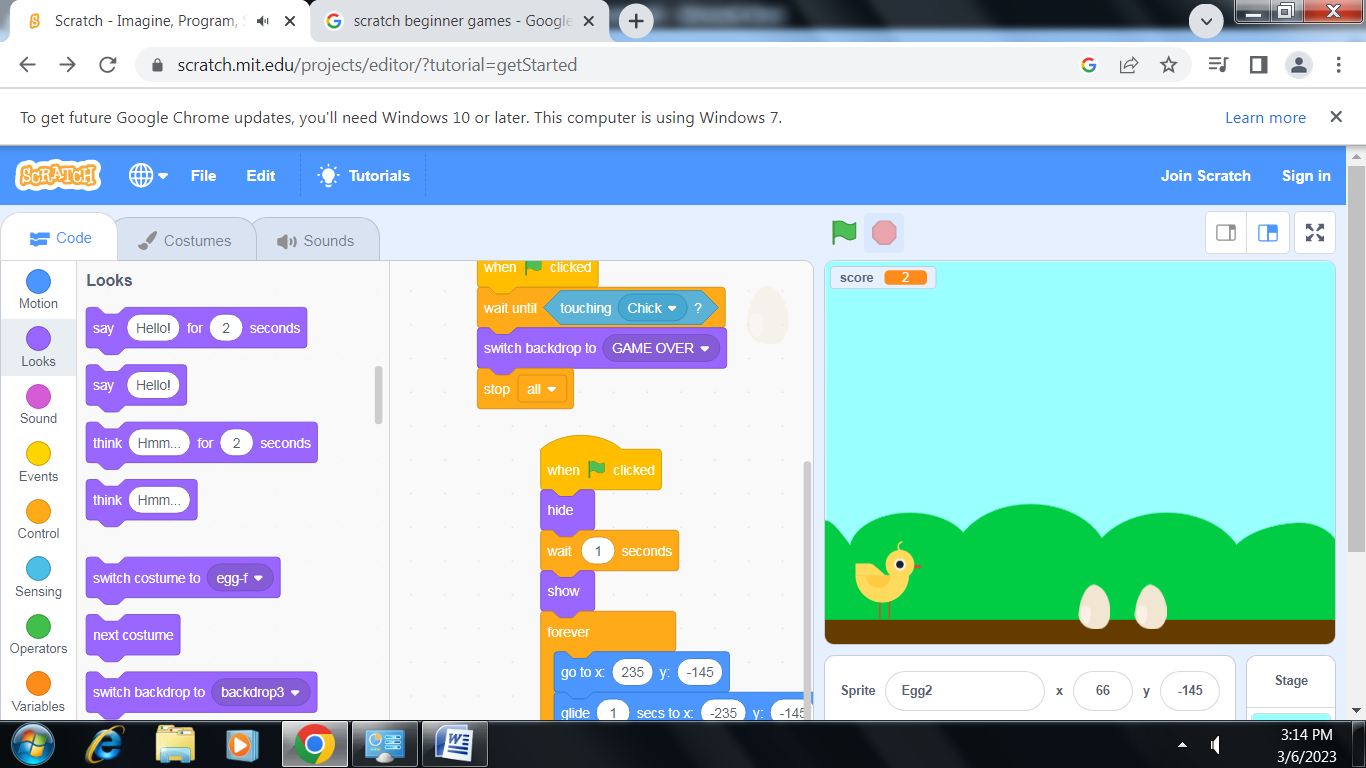 Scratch - Imagine, Program, S
scratch beginner games - Google
scratch.mit.edu/projects/editor/?tutorial=getStarted
To get future Google Chrome updates, you'll need Windows 10 or later. This computer is using Windows 7.
Learn more
SCRATCH
File
Edit
Tutorials
Join Scratch
Sign in
Code
Costumes
Sounds
Motion
Looks
Sound
Events
Control
Sensing
Operators
Variables
Looks
say Hello! for 2 seconds
say Hello!
think Hmm... for 2 seconds
think Hmm...
switch costume to egg-f
next costume
switch backdrop to backdrop3
when clicked
wait until touching Chick ?
switch backdrop to GAME OVER
stop all
when clicked
hide
wait 1 seconds
show
forever
go to x: 235 y: -145
glide 1 secs to x: -235 y: -145
score 2
Sprite Egg2 x 66 y -145
Stage
3:14 PM
3/6/2023